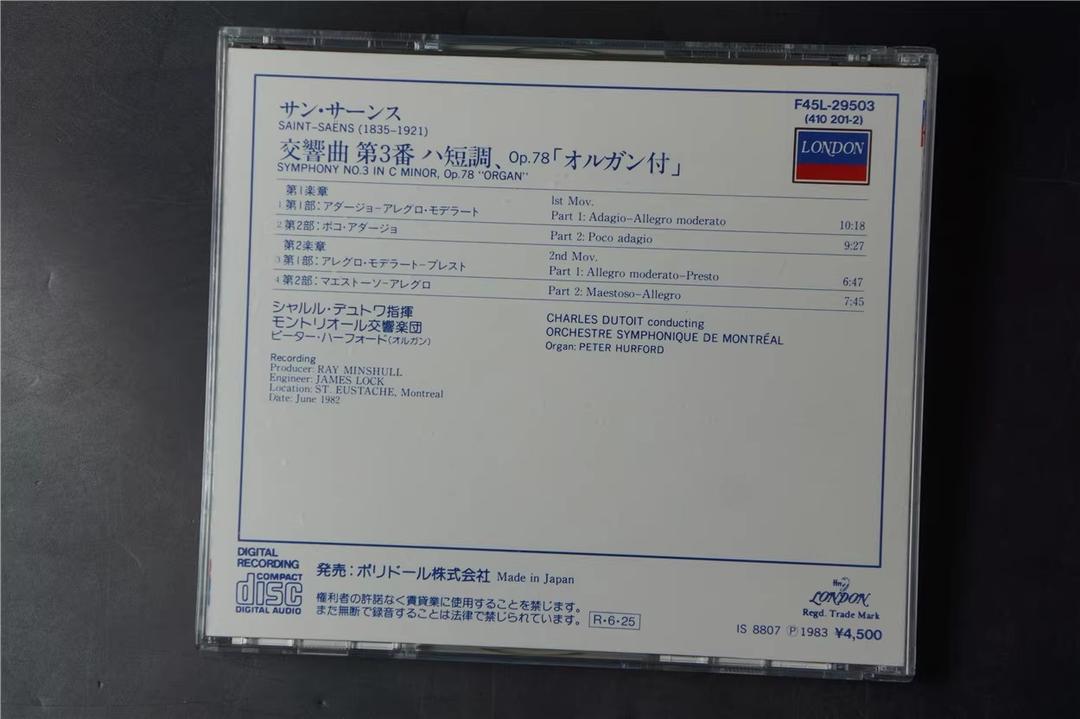 サン・サーンス
SAINT-SAËNS (1835-1921)
交響曲 第3番 ハ短調、Op.78「オルガン付」
SYMPHONY NO.3 IN C MINOR, Op.78 "ORGAN"
F45L-29503
(410 201-2)
LONDON
第1楽章 1st Mov.
1 第1部：アダージョ–アレグロ・モデラート Part 1: Adagio–Allegro moderato 10:18
2 第2部：ポコ・アダージョ Part 2: Poco adagio 9:27
第2楽章 2nd Mov.
3 第1部：アレグロ・モデラート–プレスト Part 1: Allegro moderato–Presto 6:47
4 第2部：マエストーソ–アレグロ Part 2: Maestoso–Allegro 7:45
シャルル・デュトワ指揮
モントリオール交響楽団
ピーター・ハーフォード(オルガン)
CHARLES DUTOIT conducting
ORCHESTRE SYMPHONIQUE DE MONTRÉAL
Organ: PETER HURFORD
Recording
Producer: RAY MINSHULL
Engineer: JAMES LOCK
Location: ST. EUSTACHE, Montreal
Date: June 1982
DIGITAL
RECORDING
COMPACT
disc
DIGITAL AUDIO
発売：ポリドール株式会社 Made in Japan
権利者の許諾なく賃貸業に使用することを禁じます。
また無断で録音することは法律で禁じられています。 R・6・25
LONDON
Regd. Trade Mark
IS 8807 Ⓟ1983 ¥4,500